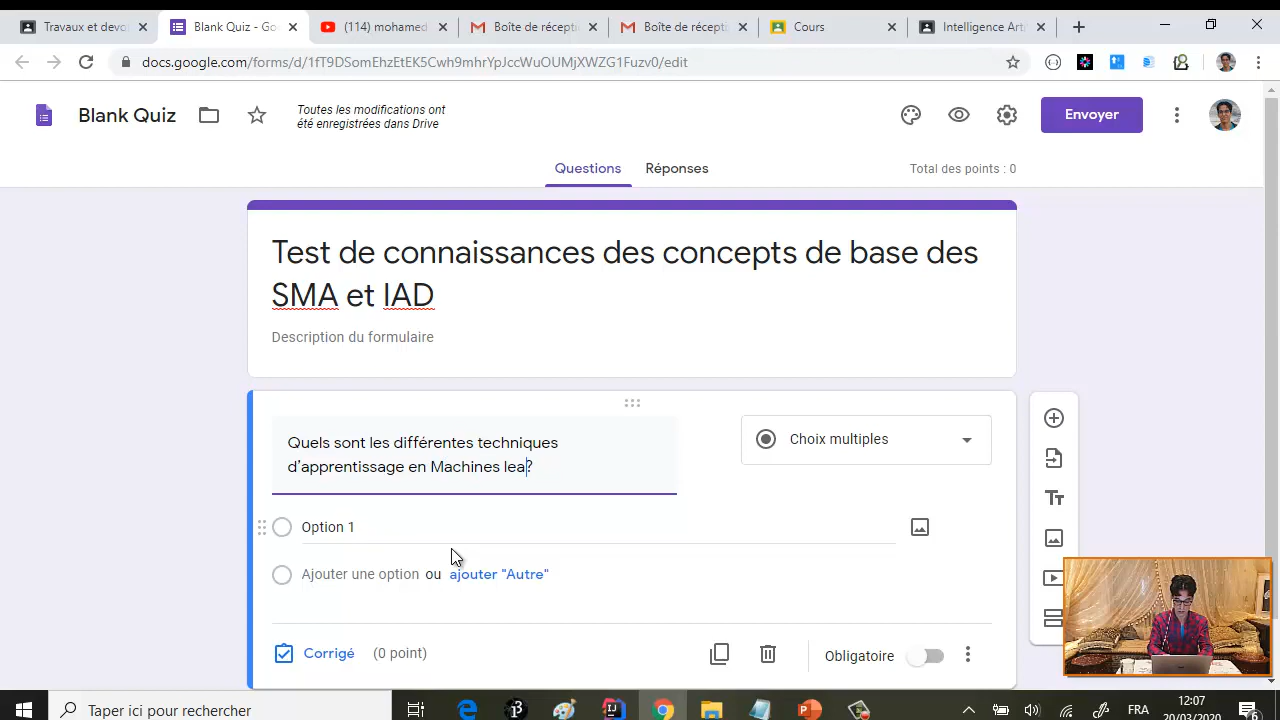 Travaux et devoi
Blank Quiz - Go
(114) mohamed
Boîte de récepti
Boîte de récepti
Cours
Intelligence Arti
docs.google.com/forms/d/1fT9DSomEhzEtEK5Cwh9mhrYpJccWuOUMjXWZG1Fuzv0/edit
Blank Quiz
Toutes les modifications ont
été enregistrées dans Drive
Envoyer
Questions
Réponses
Total des points : 0
Test de connaissances des concepts de base des
SMA et IAD
Description du formulaire
Quels sont les différentes techniques
d'apprentissage en Machines lea?
Choix multiples
Option 1
Ajouter une option ou ajouter "Autre"
Corrigé (0 point)
Obligatoire
Taper ici pour rechercher
FRA
12:07
20/03/2020
6